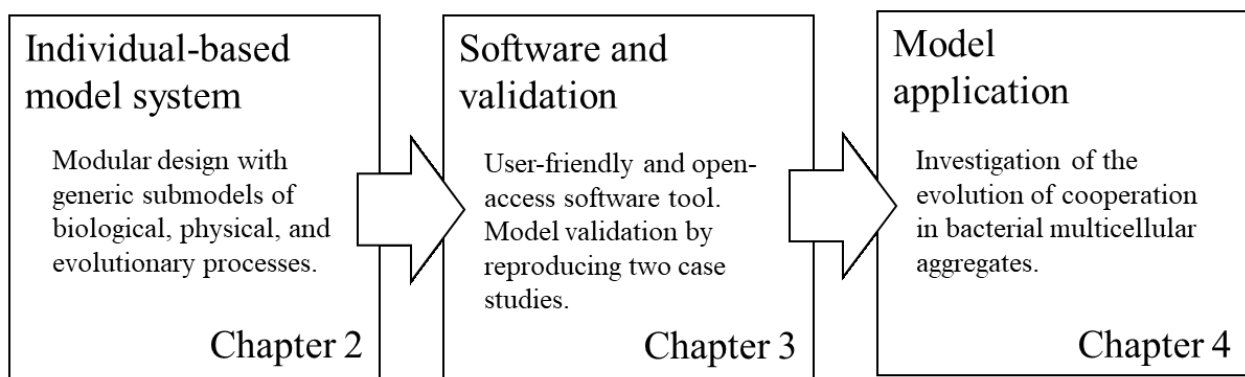 Individual-based
model system
Modular design with
generic submodels of
biological, physical, and
evolutionary processes.
Chapter 2
Software and
validation
User-friendly and open-
access software tool.
Model validation by
reproducing two case
studies.
Chapter 3
Model
application
Investigation of the
evolution of cooperation
in bacterial multicellular
aggregates.
Chapter 4